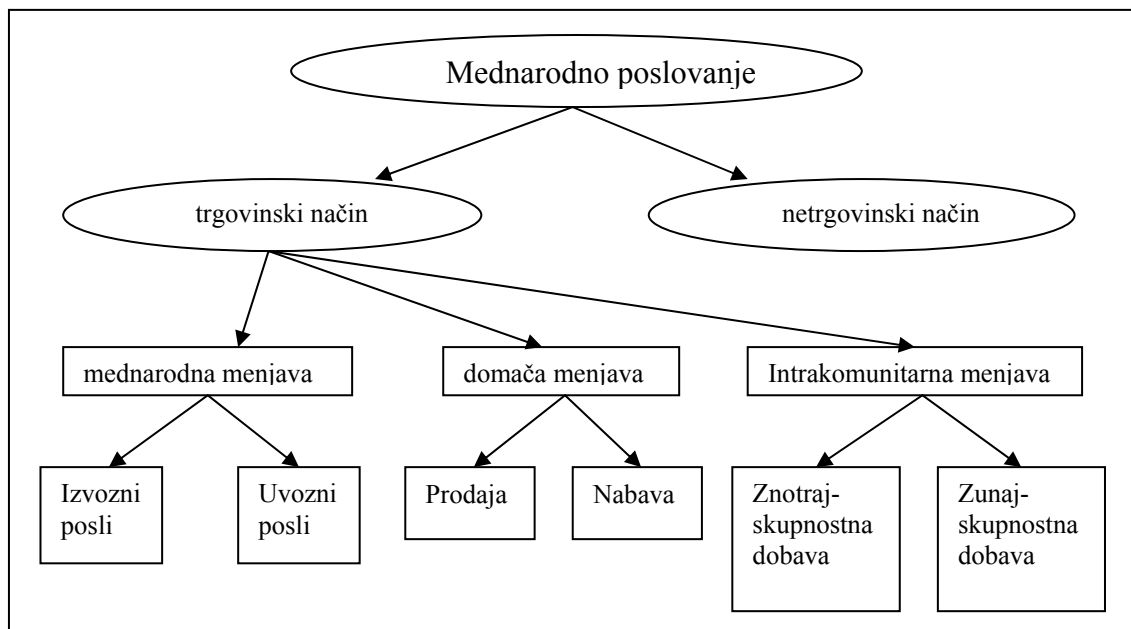 Mednarodno poslovanje
trgovinski način
netrgovinski način
mednarodna menjava
domača menjava
Intrakomunitarna menjava
Izvozni
posli
Uvozni
posli
Prodaja
Nabava
Znotraj-
skupnostna
dobava
Zunaj-
skupnostna
dobava